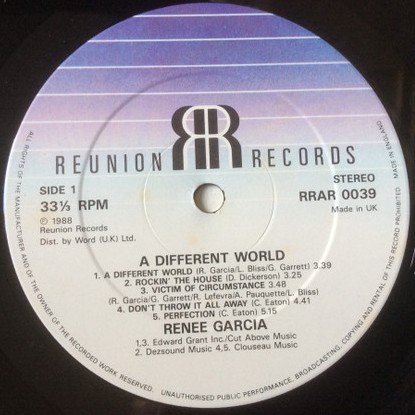 ALL RIGHTS OF THE MANUFACTURER AND OF THE OWNER OF THE RECORDED WORK RESERVED.
UNAUTHORISED PUBLIC PERFORMANCE, BROADCASTING, COPYING AND RENTAL OF THIS RECORD PROHIBITED.
MADE IN ENGLAND.
RR
REUNION RECORDS
SIDE 1
STEREO
33⅓ RPM
RRAR 0039
℗ 1988
Made in UK
Reunion Records
Dist. by Word (U.K) Ltd.
A DIFFERENT WORLD
1. A DIFFERENT WORLD (R. Garcia/L. Bliss/G. Garrett) 3.39
2. ROCKIN' THE HOUSE (D. Dickerson) 3.25
3. VICTIM OF CIRCUMSTANCE 3.48
(R. Garcia/G. Garrett/R. Lefevra/A. Pauquette/L. Bliss)
4. DON'T THROW IT ALL AWAY (C. Eaton) 4.41
5. PERFECTION (C. Eaton) 5.15
RENEE GARCIA
1,3. Edward Grant Inc./Cut Above Music
2. Dezsound Music 4,5. Clouseau Music